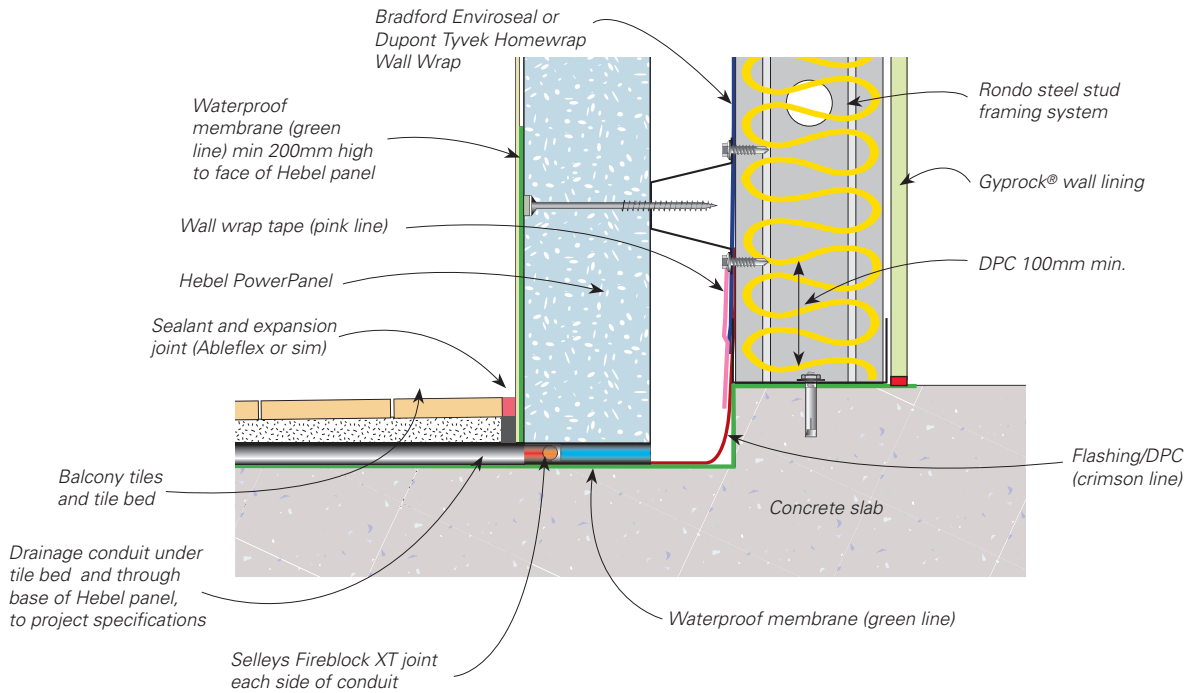 Bradford Enviroseal or
Dupont Tyvek Homewrap
Wall Wrap
Waterproof
membrane (green
line) min 200mm high
to face of Hebel panel
Wall wrap tape (pink line)
Hebel PowerPanel
Sealant and expansion
joint (Ableflex or sim)
Balcony tiles
and tile bed
Drainage conduit under
tile bed and through
base of Hebel panel,
to project specifications
Selleys Fireblock XT joint
each side of conduit
Rondo steel stud
framing system
Gyprock® wall lining
DPC 100mm min.
Flashing/DPC
(crimson line)
Concrete slab
Waterproof membrane (green line)